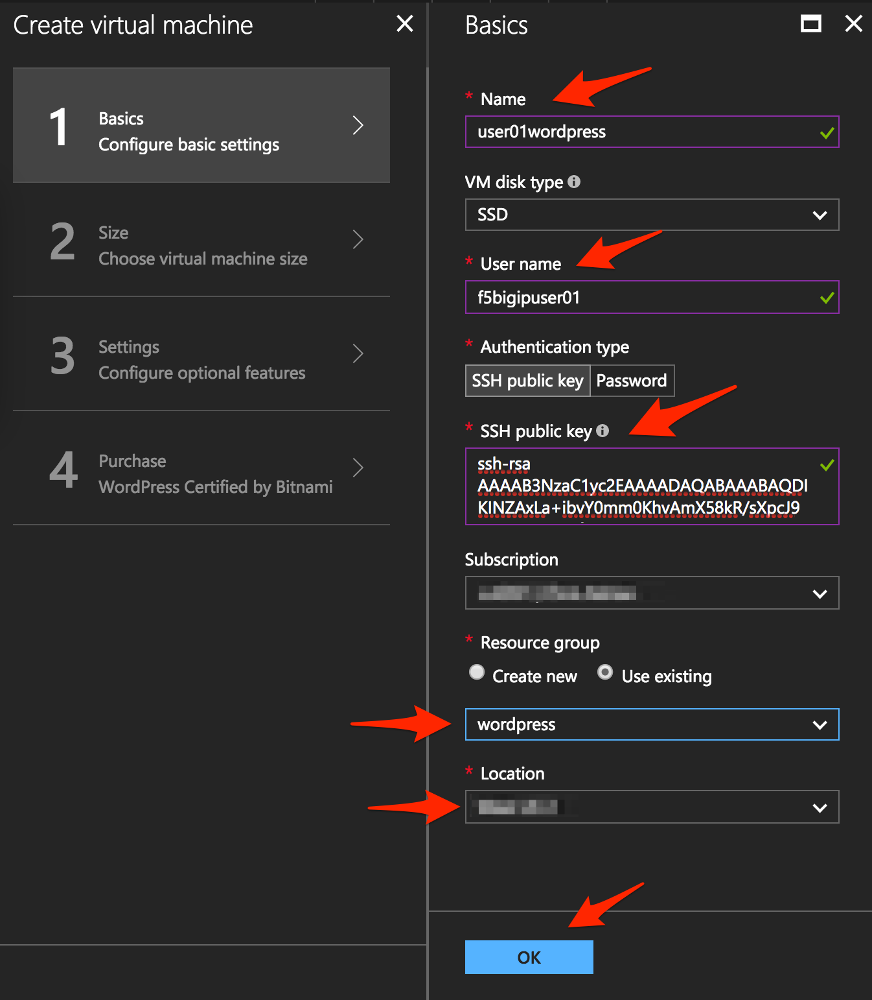 Create virtual machine
1
Basics
Configure basic settings
2
Size
Choose virtual machine size
3
Settings
Configure optional features
4
Purchase
WordPress Certified by Bitnami
Basics
* Name
user01wordpress
VM disk type
SSD
* User name
f5bigipuser01
* Authentication type
SSH public key Password
* SSH public key
ssh-rsa
AAAAB3NzaC1yc2EAAAADAQABAAABAQDI
KINZAxLa+ibvY0mm0KhvAmX58kR/sXpcJ9
Subscription
* Resource group
Create new Use existing
wordpress
* Location
OK